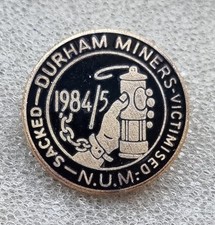 SACKED—DURHAM MINERS-VICTIMISED-
1984/5
N.U.M: